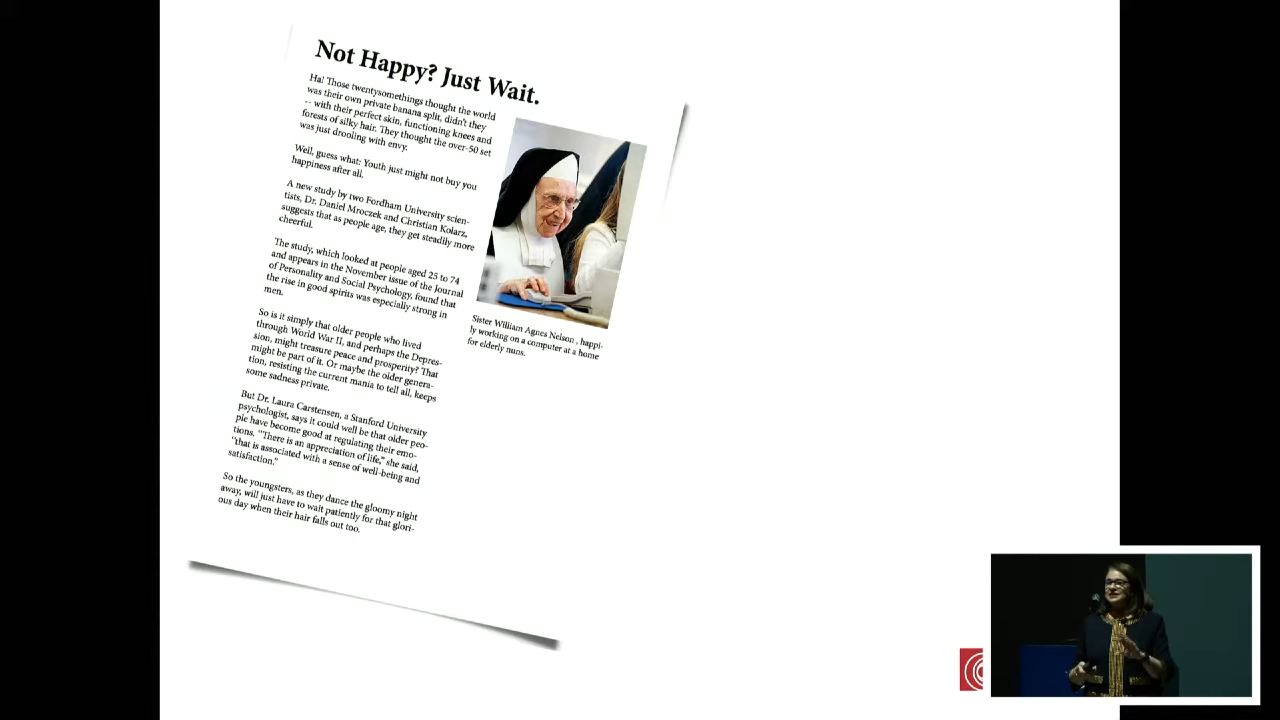 Not Happy? Just Wait.
Ha! Those twentysomethings thought the world
was their own private banana split, didn't they
-- with their perfect skin, functioning knees and
forests of silky hair. They thought the over-50 set
was just drooling with envy.
Well, guess what: Youth just might not buy you
happiness after all.
A new study by two Fordham University scien-
tists, Dr. Daniel Mroczek and Christian Kolarz,
suggests that as people age, they get steadily more
cheerful.
The study, which looked at people aged 25 to 74
and appears in the November issue of the Journal
of Personality and Social Psychology, found that
the rise in good spirits was especially strong in
men.
So is it simply that older people who lived
through World War II, and perhaps the Depres-
sion, might treasure peace and prosperity? That
might be part of it. Or maybe the older genera-
tion, resisting the current mania to tell all, keeps
some sadness private.
But Dr. Laura Carstensen, a Stanford University
psychologist, says it could well be that older peo-
ple have become good at regulating their emo-
tions. "There is an appreciation of life," she said,
"that is associated with a sense of well-being and
satisfaction."
So the youngsters, as they dance the gloomy night
away, will just have to wait patiently for that glori-
ous day when their hair falls out too.
Sister William Agnes Nelson , happi-
ly working on a computer at a home
for elderly nuns.